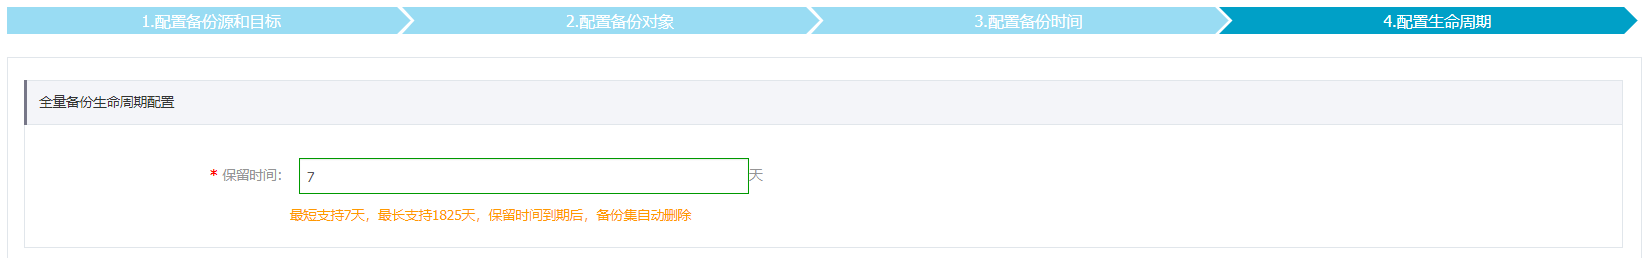 1.配置备份源和目标 2.配置备份对象 3.配置备份时间 4.配置生命周期
全量备份生命周期配置
* 保留时间： 7 天
最短支持7天，最长支持1825天，保留时间到期后，备份集自动删除